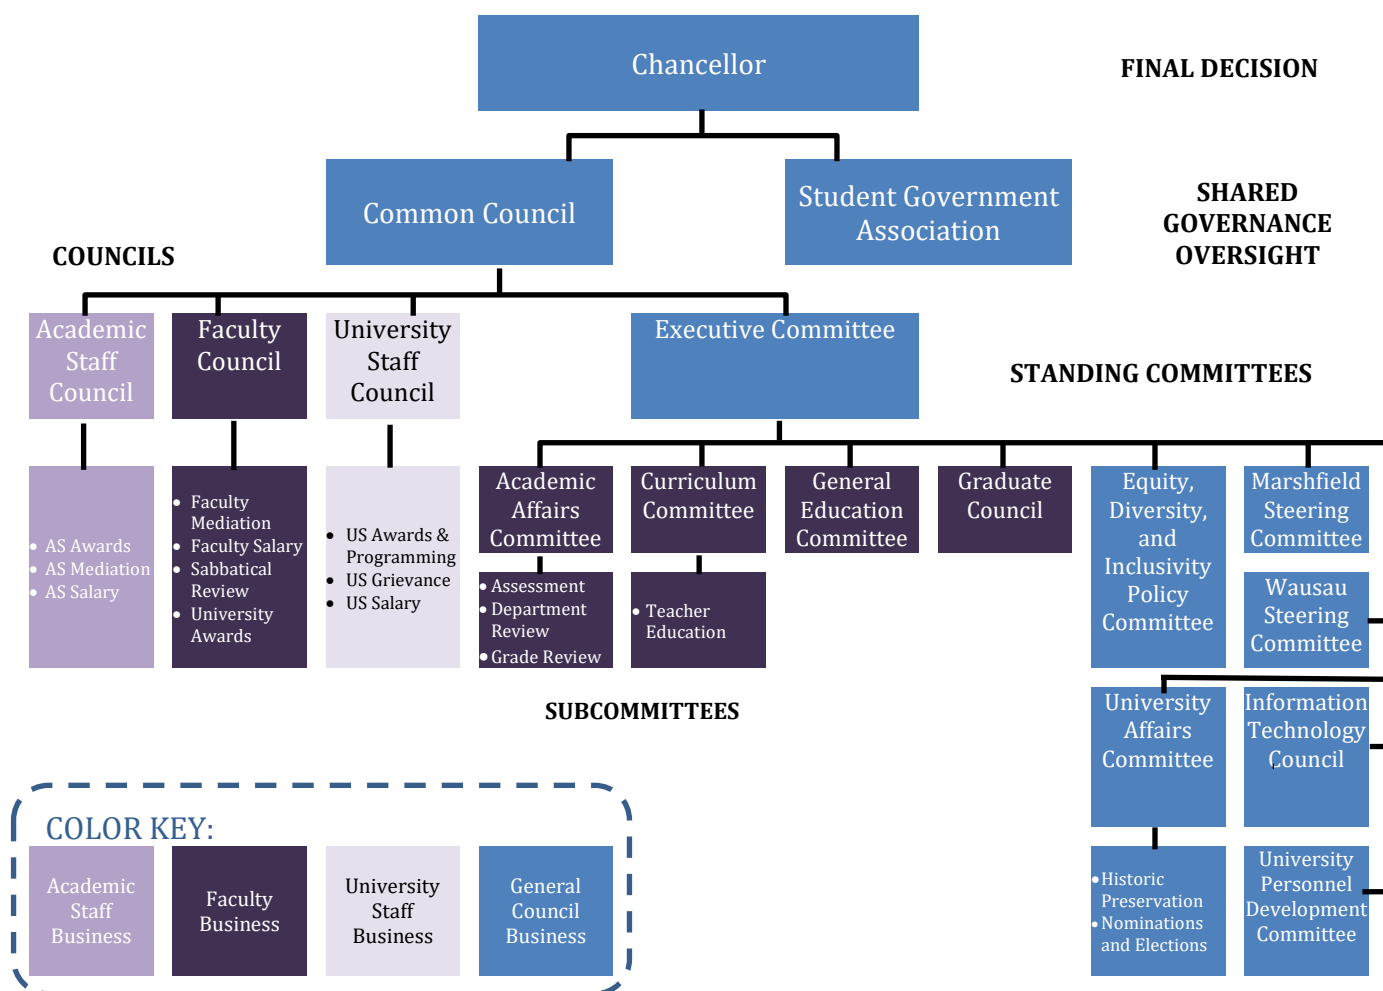 Chancellor
FINAL DECISION
Common Council
Student Government
Association
SHARED
GOVERNANCE
OVERSIGHT
COUNCILS
Academic
Staff
Council
Faculty
Council
University
Staff
Council
Executive Committee
STANDING COMMITTEES
• AS Awards
• AS Mediation
• AS Salary
• Faculty
Mediation
• Faculty Salary
• Sabbatical
Review
• University
Awards
• US Awards &
Programming
• US Grievance
• US Salary
Academic
Affairs
Committee
Curriculum
Committee
General
Education
Committee
Graduate
Council
Equity,
Diversity,
and
Inclusivity
Policy
Committee
Marshfield
Steering
Committee
• Assessment
• Department
Review
• Grade Review
• Teacher
Education
Wausau
Steering
Committee
SUBCOMMITTEES
University
Affairs
Committee
Information
Technology
Council
• Historic
Preservation
• Nominations
and Elections
University
Personnel
Development
Committee
COLOR KEY:
Academic
Staff
Business
Faculty
Business
University
Staff
Business
General
Council
Business